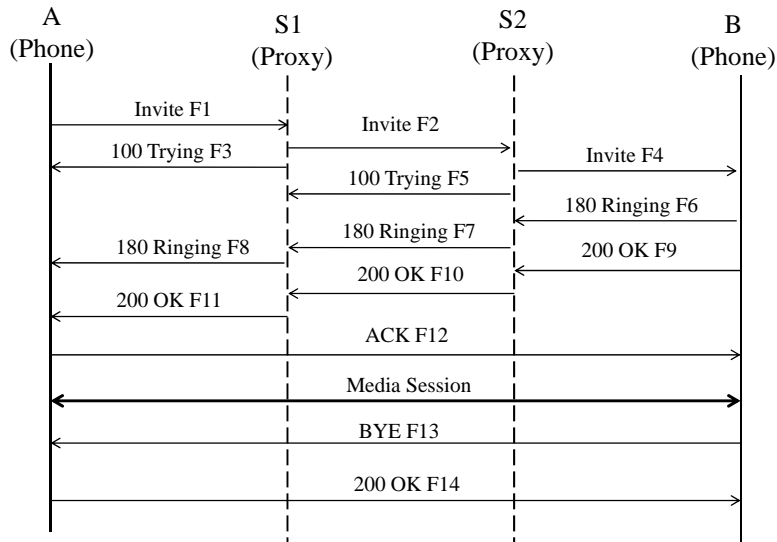 A
(Phone)
S1
(Proxy)
S2
(Proxy)
B
(Phone)
Invite F1
Invite F2
100 Trying F3
Invite F4
100 Trying F5
180 Ringing F6
180 Ringing F7
180 Ringing F8
200 OK F9
200 OK F10
200 OK F11
ACK F12
Media Session
BYE F13
200 OK F14